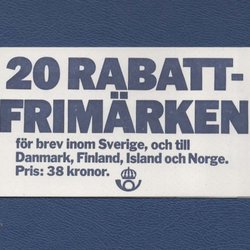 20 RABATT-
FRIMÄRKEN
för brev inom Sverige, och till
Danmark, Finland, Island och Norge.
Pris: 38 kronor.